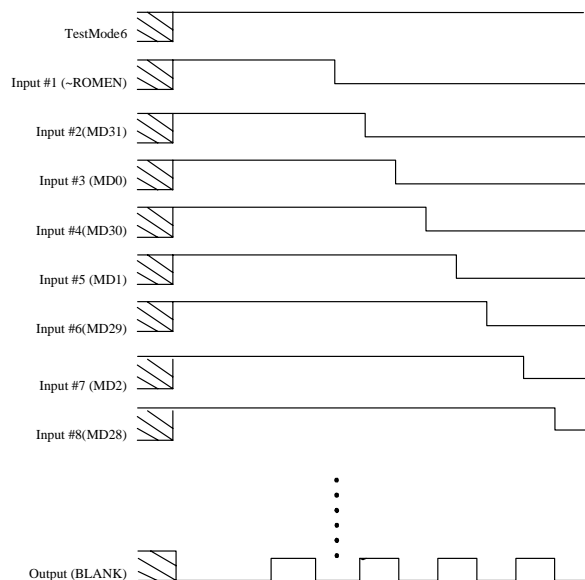 TestMode6
Input #1 (~ROMEN)
Input #2(MD31)
Input #3 (MD0)
Input #4(MD30)
Input #5 (MD1)
Input #6(MD29)
Input #7 (MD2)
Input #8(MD28)
Output (BLANK)